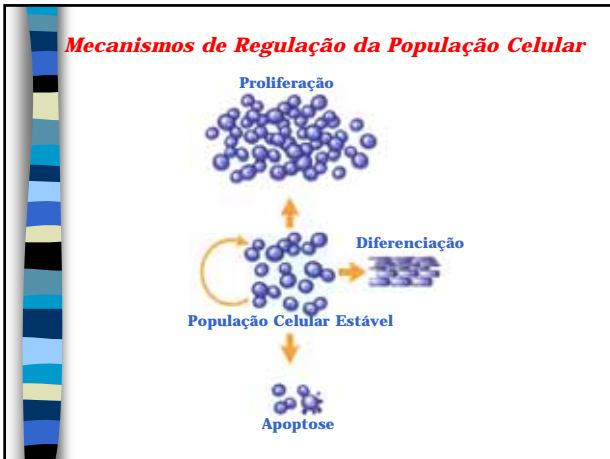 Mecanismos de Regulação da População Celular
Proliferação
Diferenciação
População Celular Estável
Apoptose